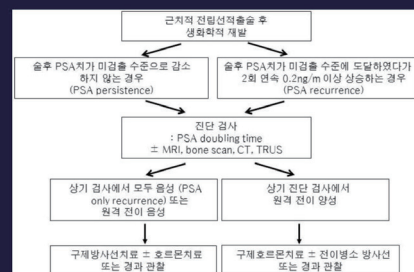 근치적 전립선적출술 후
생화학적 재발
술후 PSA치가 미검출 수준으로 감소
하지 않는 경우
(PSA persistence)
술후 PSA치가 미검출 수준에 도달하였다가
2회 연속 0.2ng/m 이상 상승하는 경우
(PSA recurrence)
진단 검사
: PSA doubling time
± MRI, bone scan, CT, TRUS
상기 검사에서 모두 음성 (PSA
only recurrence) 또는
원격 전이 음성
상기 진단 검사에서
원격 전이 양성
구제방사선치료 ± 호르몬치료
또는 경과 관찰
구제호르몬치료 ± 전이병소 방사선
또는 경과 관찰